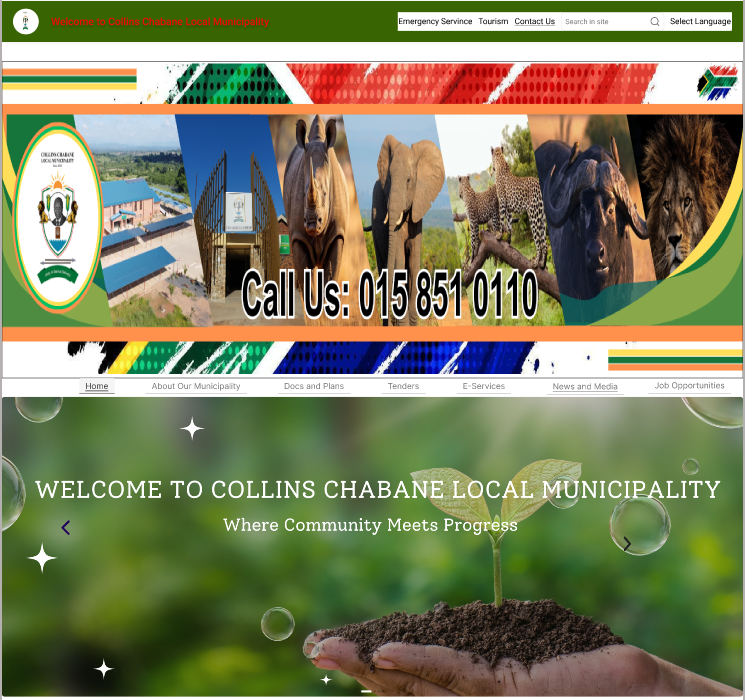 Welcome to Collins Chabane Local Municipality
Emergency Servince Tourism Contact Us Search in site Select Language
COLLINS CHABANE
LOCAL MUNICIPALITY
Call Us: 015 851 0110
Home About Our Municipality Docs and Plans Tenders E-Services News and Media Job Opportunities
WELCOME TO COLLINS CHABANE LOCAL MUNICIPALITY
Where Community Meets Progress